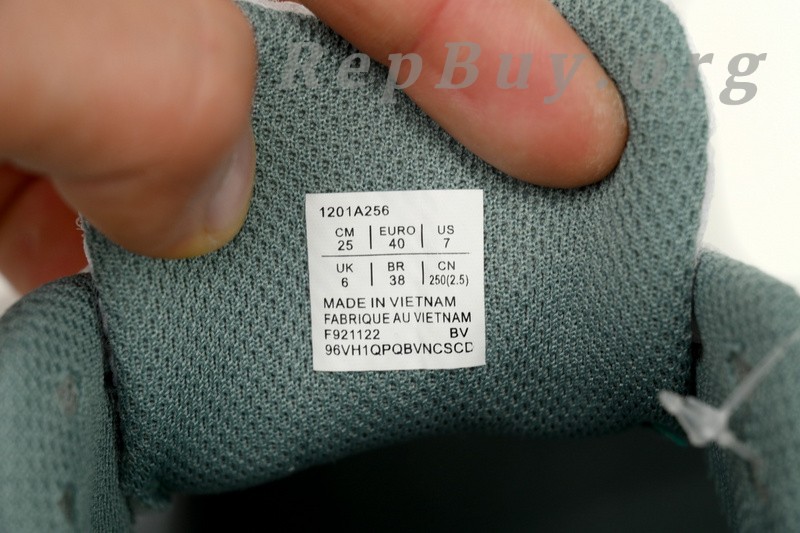 RepBuy.org
1201A256
CM EURO US
25 40 7
UK BR CN
6 38 250(2.5)
MADE IN VIETNAM
FABRIQUE AU VIETNAM
F921122 BV
96VH1QPQBVNCSCD